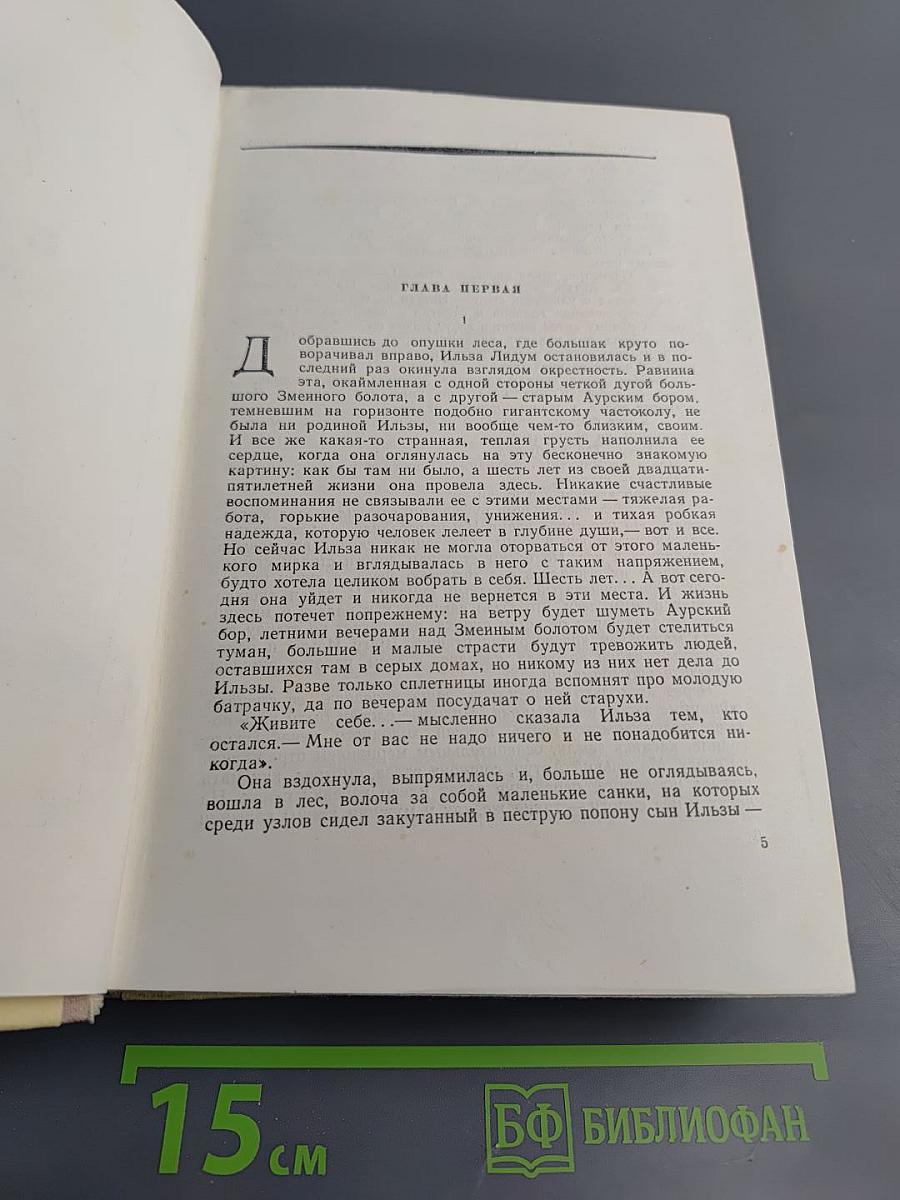 ГЛАВА ПЕРВАЯ
1
Добравшись до опушки леса, где большак круто по-
ворачивал вправо, Ильза Лидум остановилась и в по-
следний раз окинула взглядом окрестность. Равнина
эта, окаймленная с одной стороны четкой дугой боль-
шого Змеиного болота, а с другой — старым Аурским бором,
темневшим на горизонте подобно гигантскому частоколу, не
была ни родиной Ильзы, ни вообще чем-то близким, своим.
И все же какая-то странная, теплая грусть наполнила ее
сердце, когда она оглянулась на эту бесконечно знакомую
картину: как бы там ни было, а шесть лет из своей двадцати-
пятилетней жизни она провела здесь. Никакие счастливые
воспоминания не связывали ее с этими местами — тяжелая ра-
бота, горькие разочарования, унижения... и тихая робкая
надежда, которую человек лелеет в глубине души,— вот и все.
Но сейчас Ильза никак не могла оторваться от этого малень-
кого мирка и вглядывалась в него с таким напряжением,
будто хотела целиком вобрать в себя. Шесть лет... А вот сего-
дня она уйдет и никогда не вернется в эти места. И жизнь
здесь потечет попрежнему: на ветру будет шуметь Аурский
бор, летними вечерами над Змеиным болотом будет стелиться
туман, большие и малые страсти будут тревожить людей,
оставшихся там в серых домах, но никому из них нет дела до
Ильзы. Разве только сплетницы иногда вспомнят про молодую
батрачку, да по вечерам посудачат о ней старухи.
«Живите себе...— мысленно сказала Ильза тем, кто
остался.— Мне от вас не надо ничего и не понадобится ни-
когда».
Она вздохнула, выпрямилась и, больше не оглядываясь,
вошла в лес, волоча за собой маленькие санки, на которых
среди узлов сидел закутанный в пеструю попону сын Ильзы —
5
15 см
БФ БИБЛИОФАН